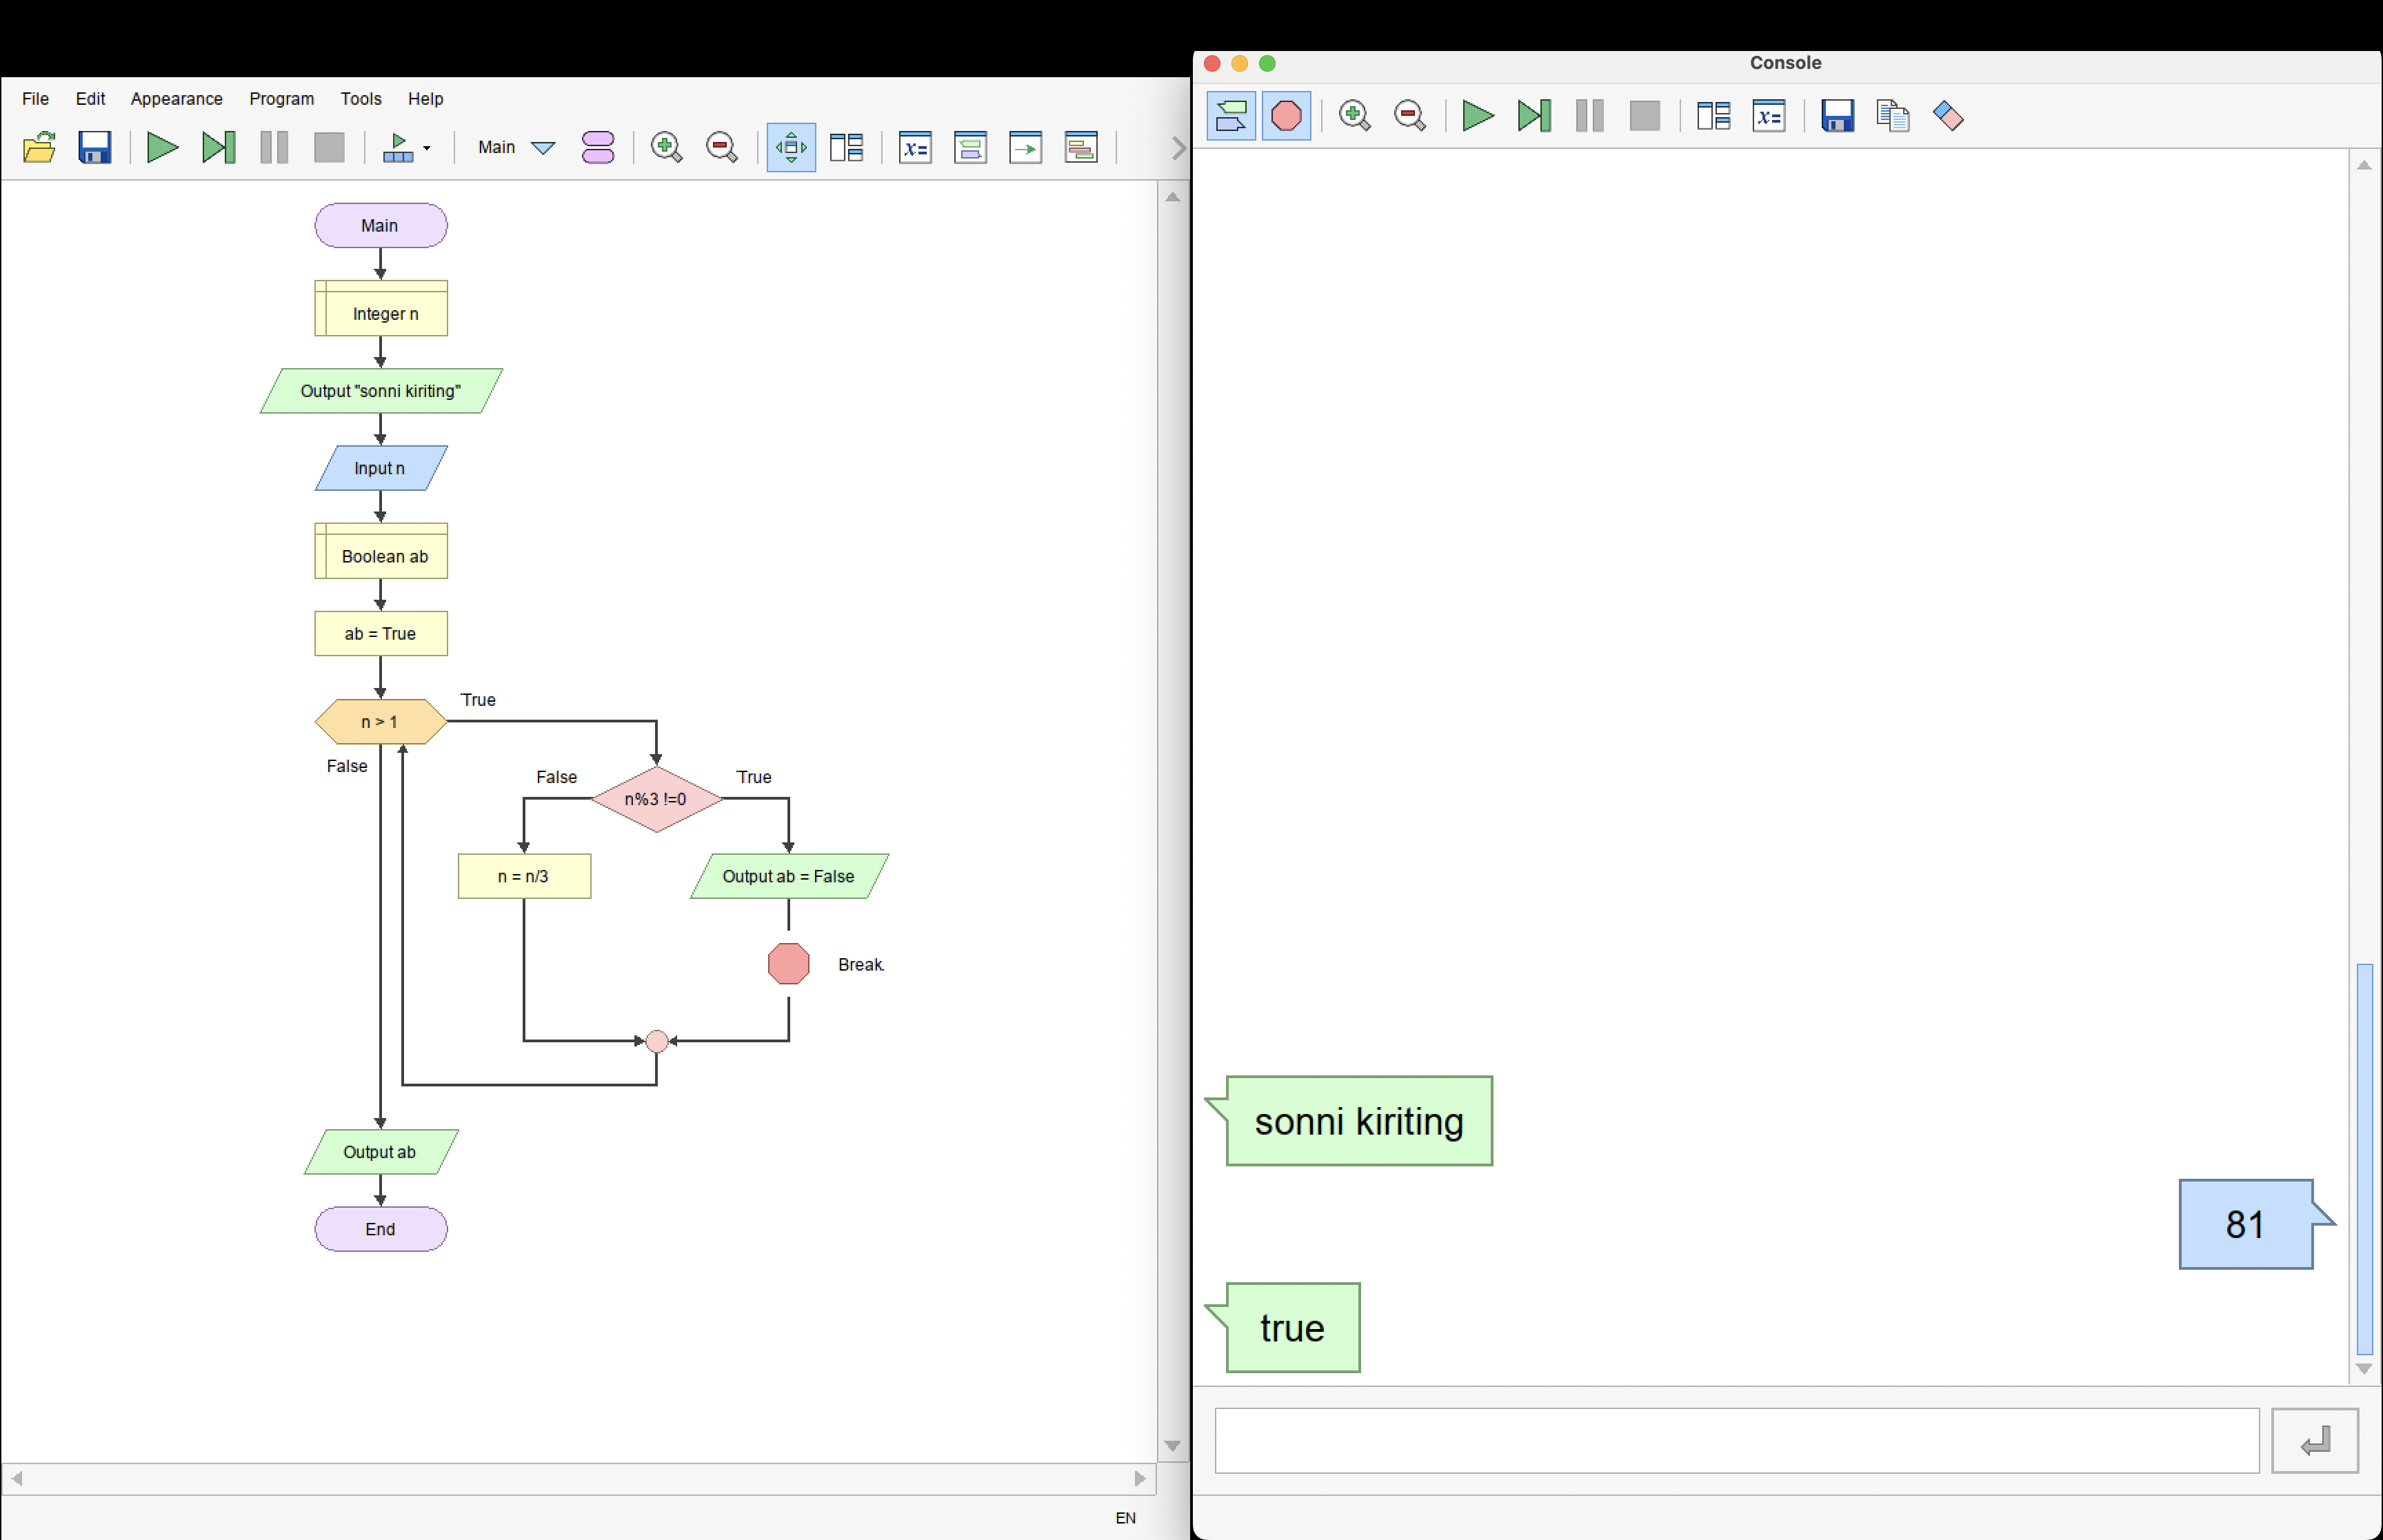 File Edit Appearance Program Tools Help
Main
Main
Integer n
Output "sonni kiriting"
Input n
Boolean ab
ab = True
n > 1
True
False
n%3 !=0
False
True
n = n/3
Output ab = False
Break.
Output ab
End
EN
Console
x=
x=
sonni kiriting
81
true